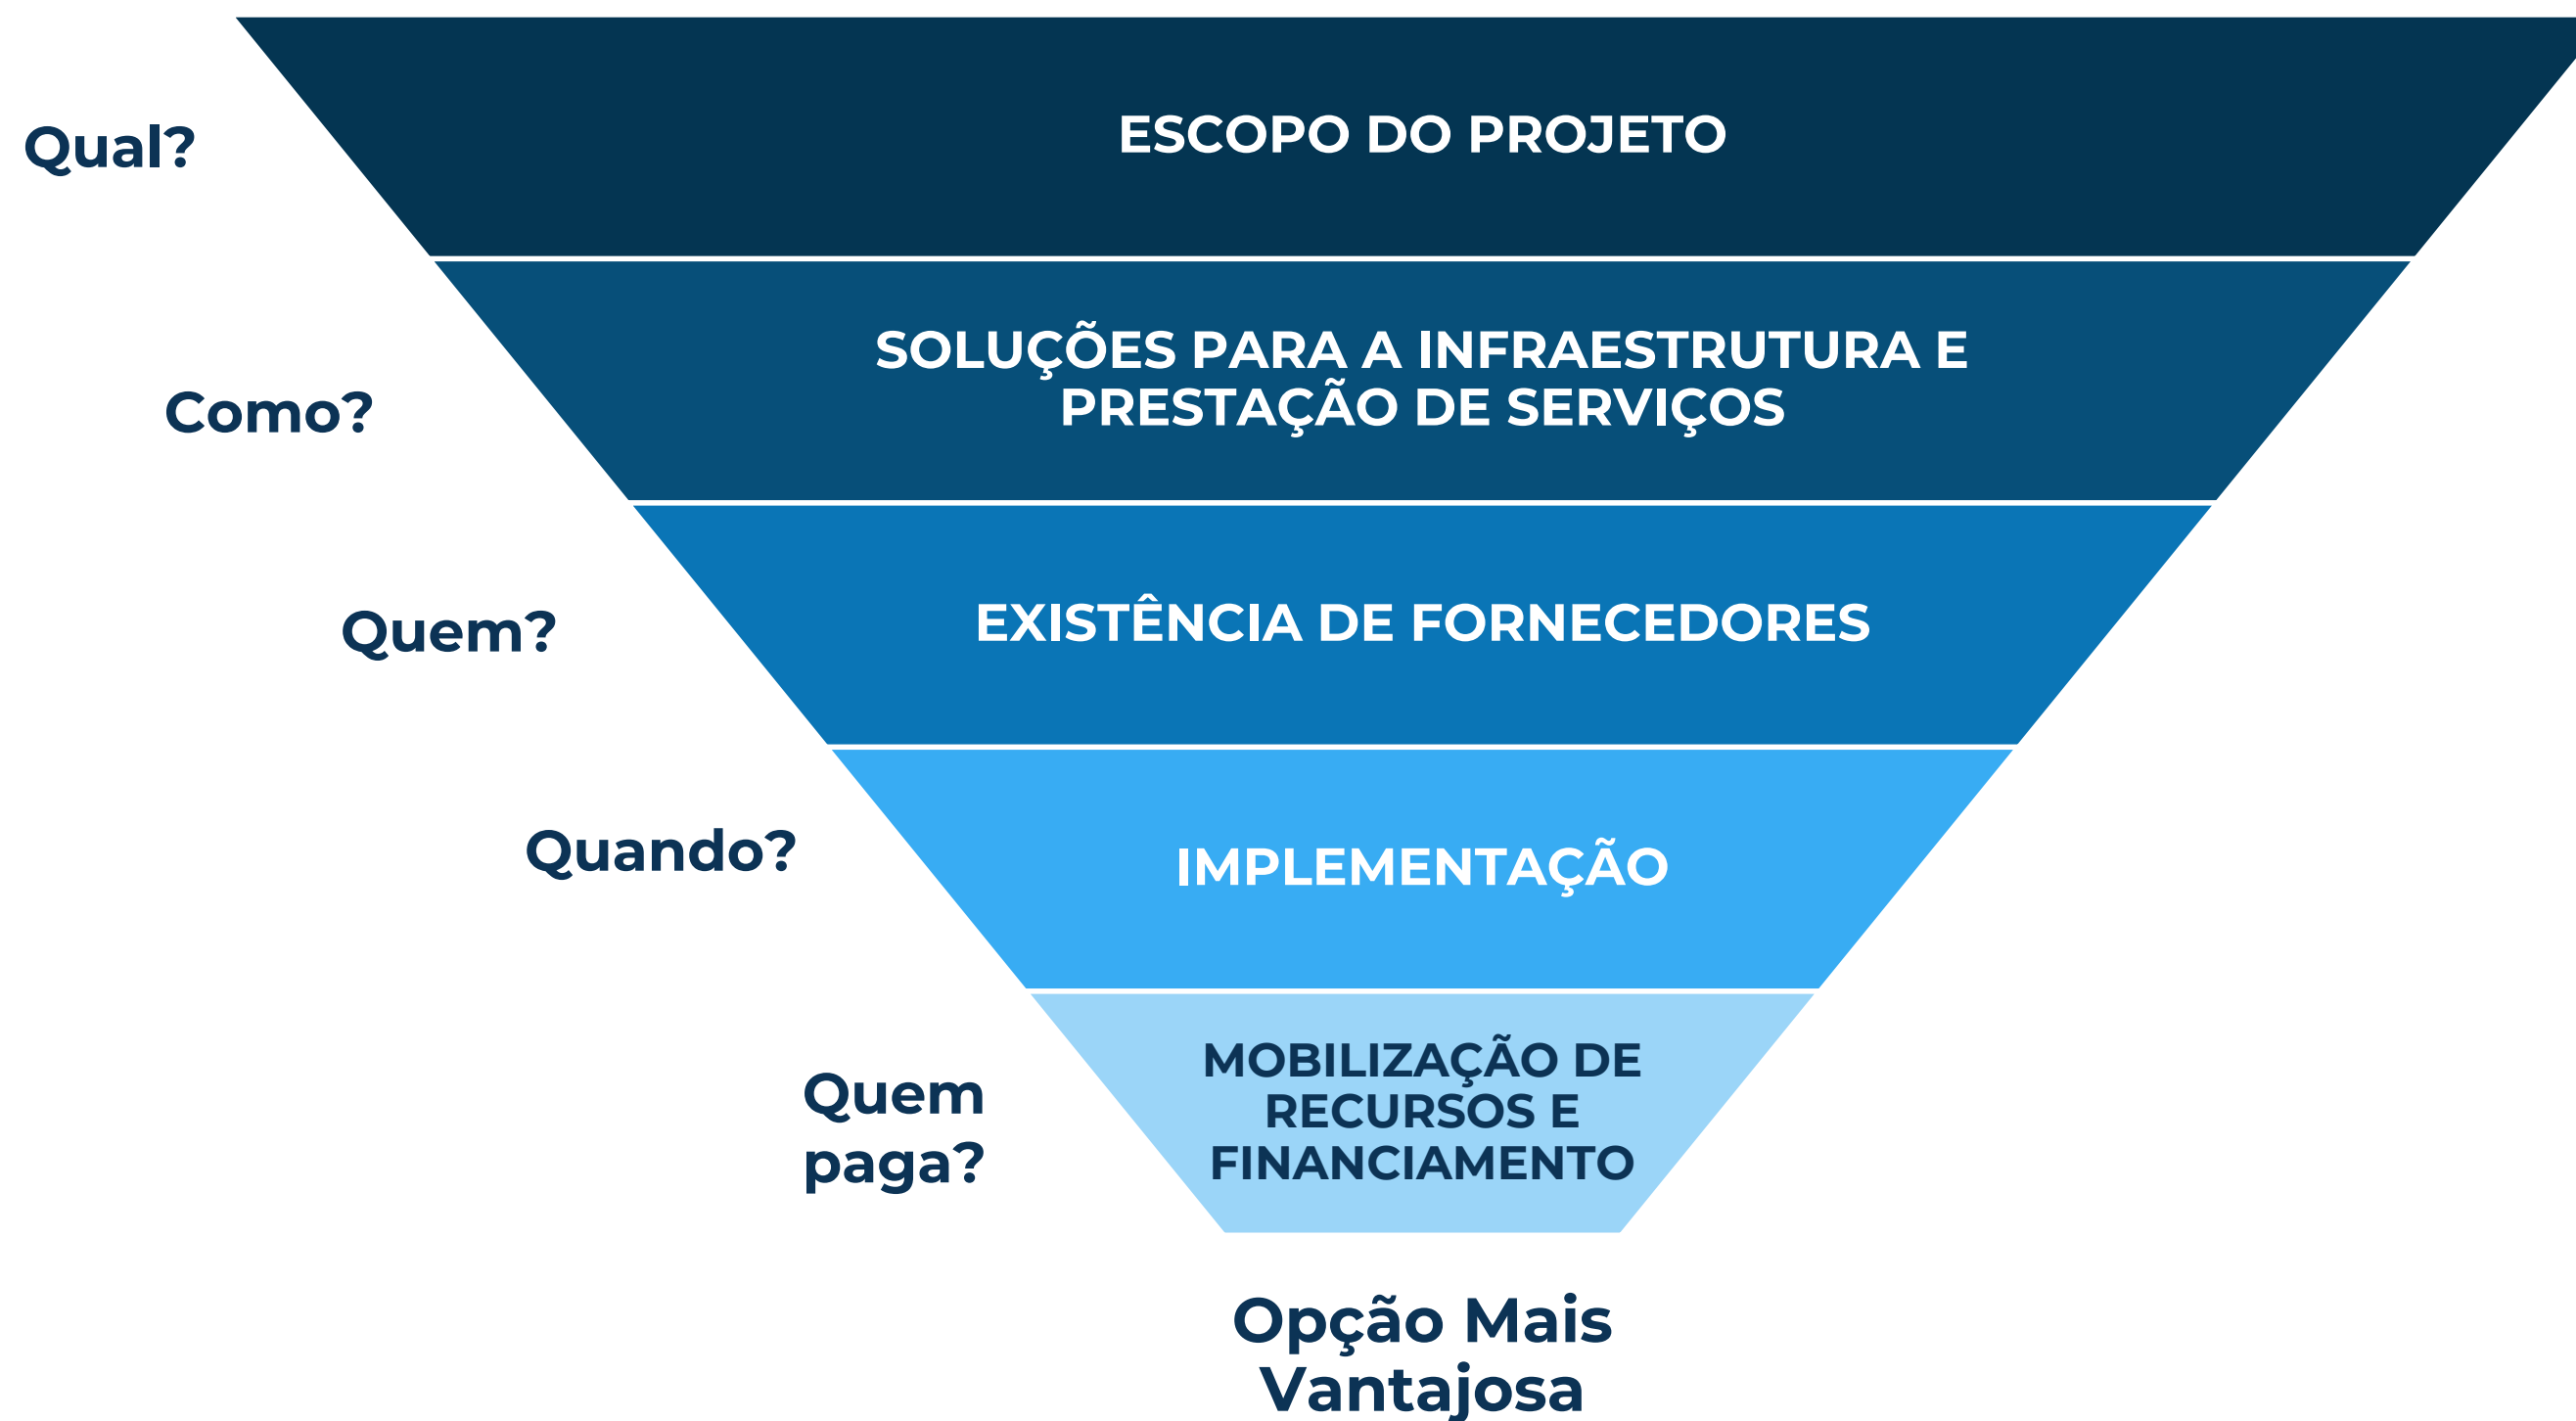 Qual?
ESCOPO DO PROJETO
Como?
SOLUÇÕES PARA A INFRAESTRUTURA E
PRESTAÇÃO DE SERVIÇOS
Quem?
EXISTÊNCIA DE FORNECEDORES
Quando?
IMPLEMENTAÇÃO
Quem
paga?
MOBILIZAÇÃO DE
RECURSOS E
FINANCIAMENTO
Opção Mais
Vantajosa